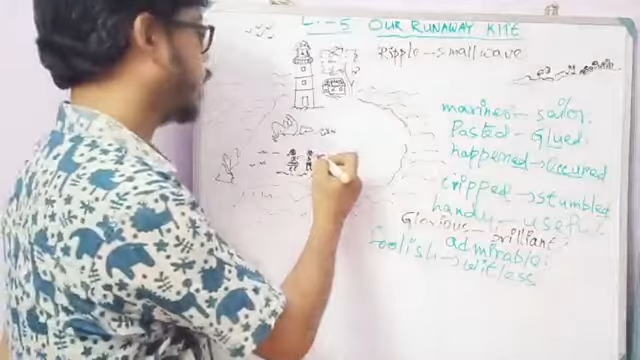 L:-5 OUR RUNAWAY KITE
Ripple - small wave
mariner - sailor.
Pasted - Glued.
happened → occured
tripped → stumbled
handy - useful.
Glorious - brilliant.
admirable.
foolish → witless